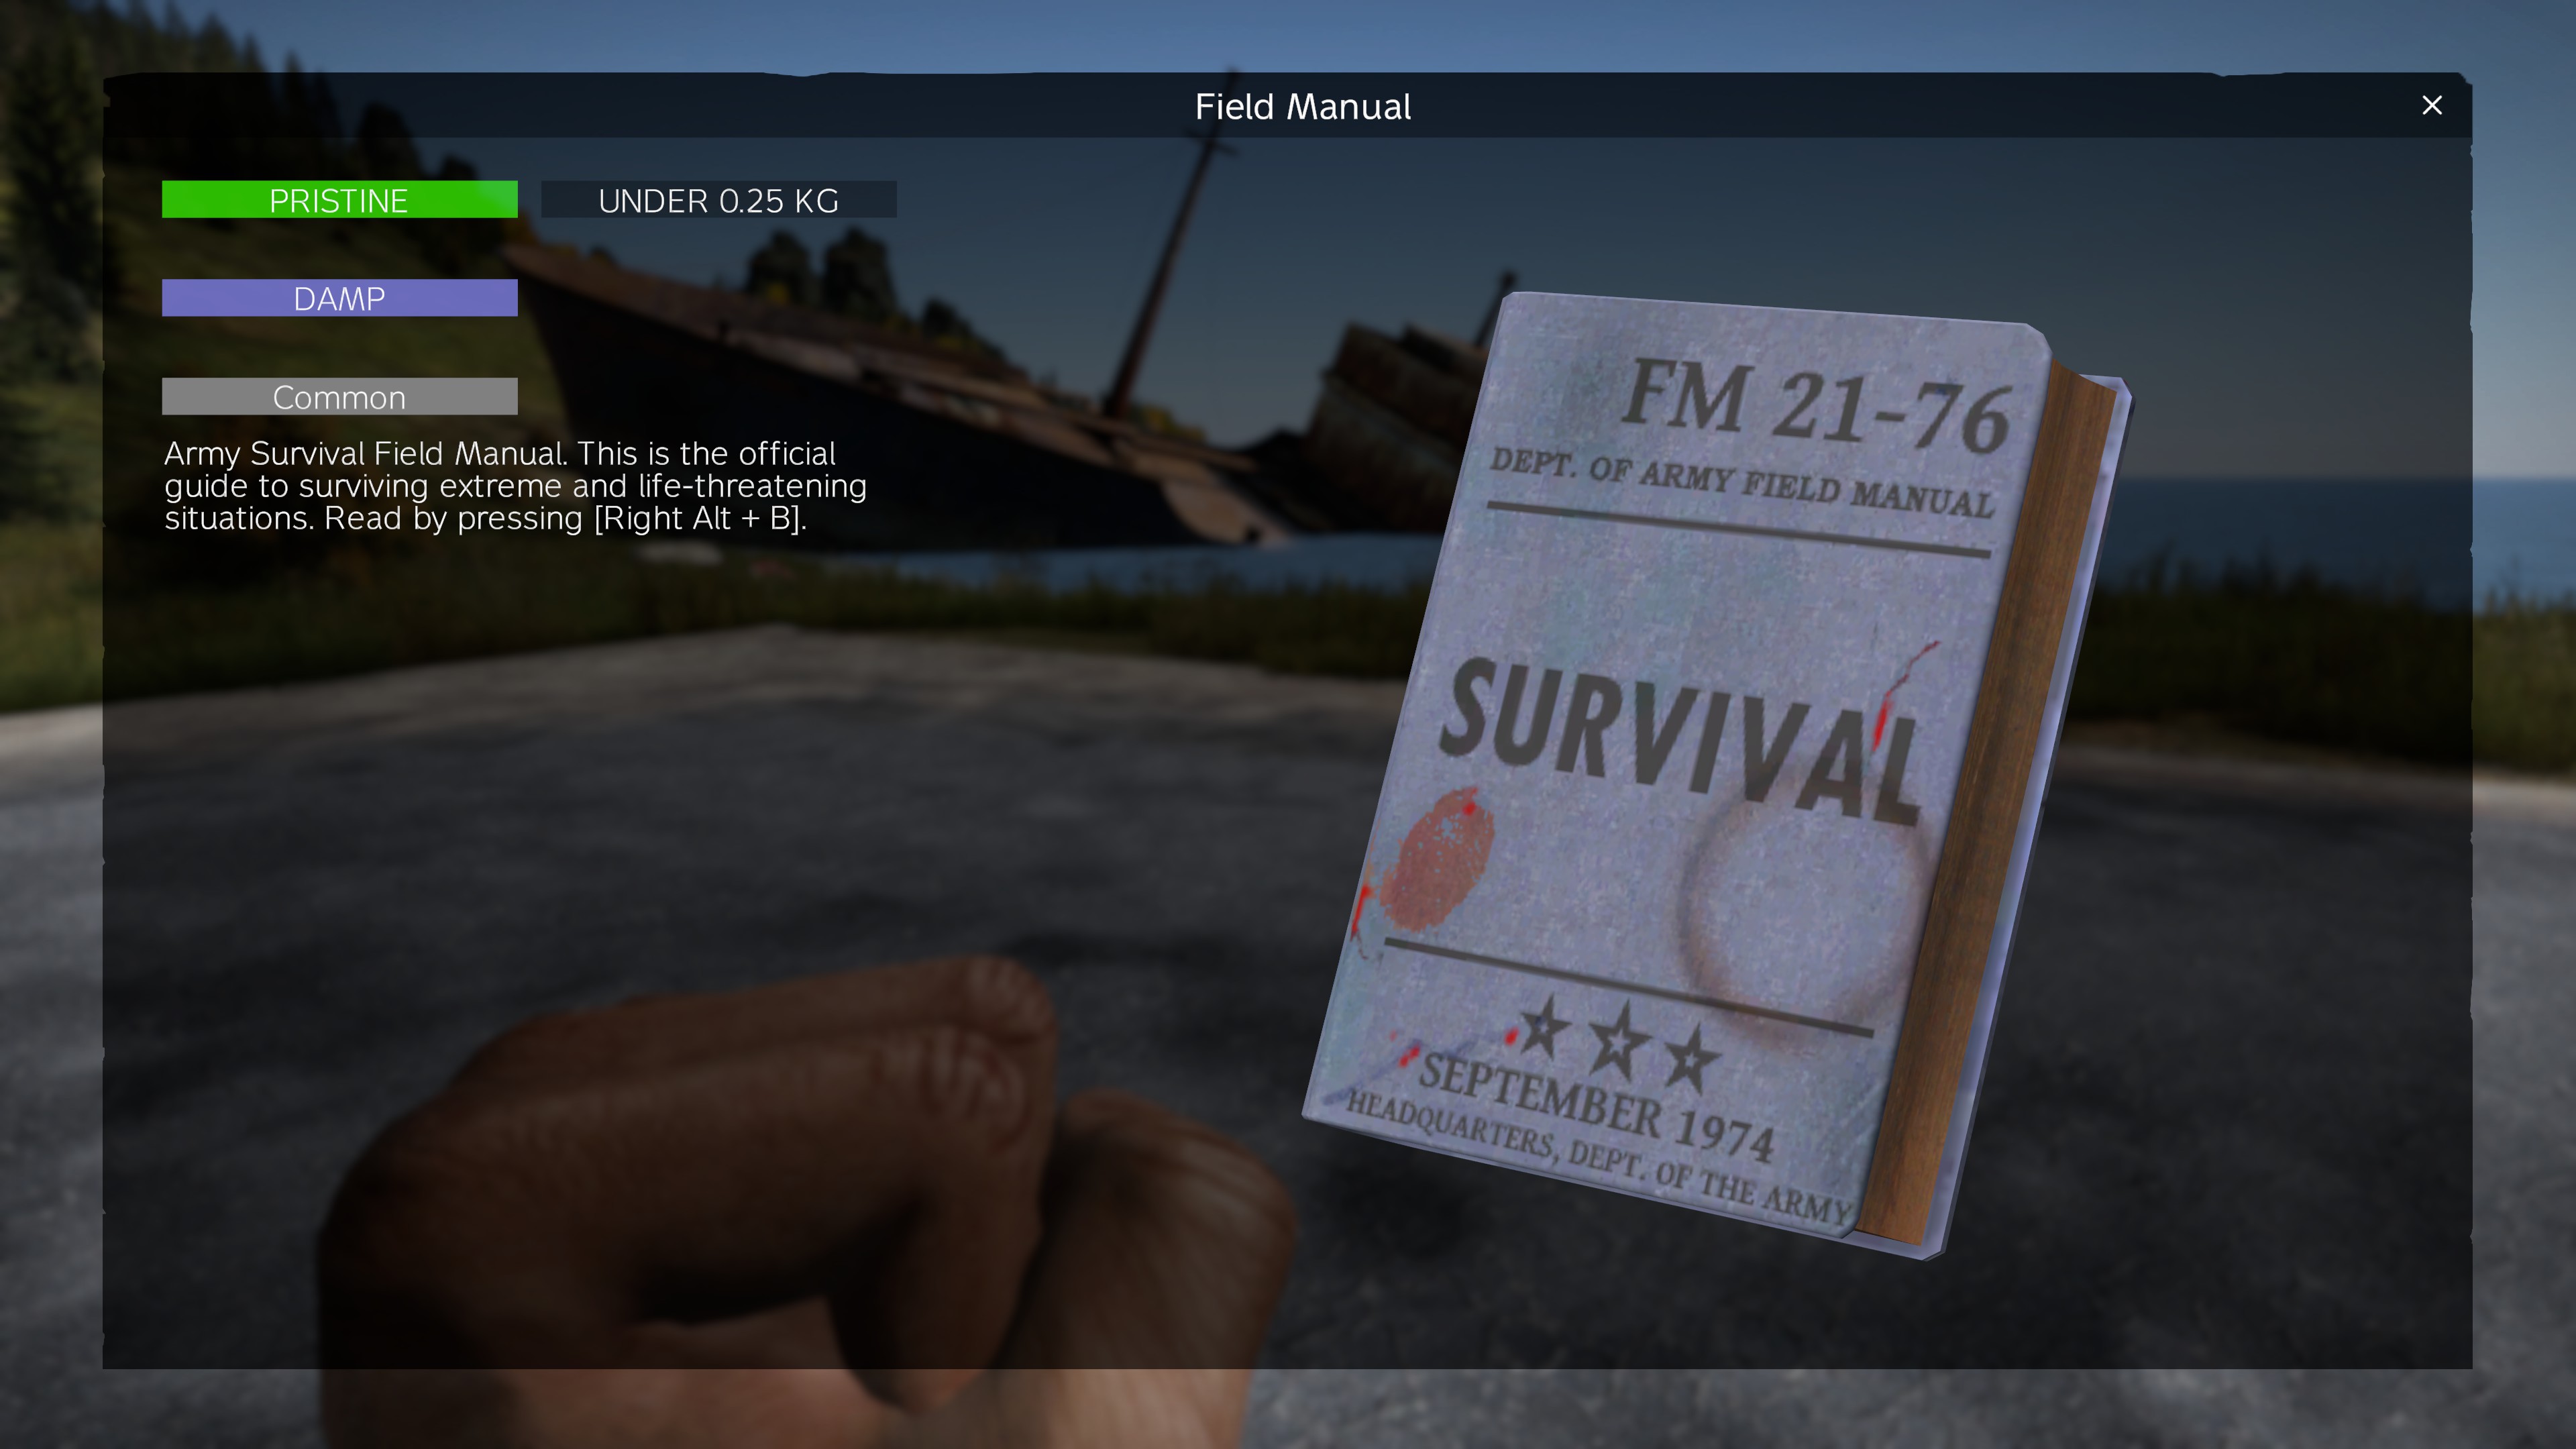 Field Manual
PRISTINE
UNDER 0.25 KG
DAMP
Common
Army Survival Field Manual. This is the official
guide to surviving extreme and life-threatening
situations. Read by pressing [Right Alt + B].
FM 21-76
DEPT. OF ARMY FIELD MANUAL
SURVIVAL
SEPTEMBER 1974
HEADQUARTERS, DEPT. OF THE ARMY